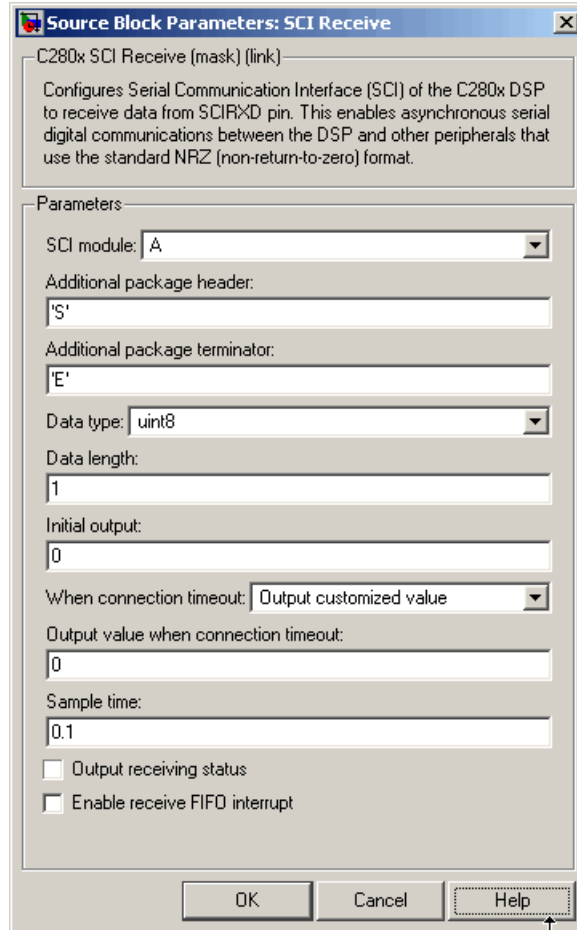 Source Block Parameters: SCI Receive
C280x SCI Receive (mask) (link)
Configures Serial Communication Interface (SCI) of the C280x DSP
to receive data from SCIRXD pin. This enables asynchronous serial
digital communications between the DSP and other peripherals that
use the standard NRZ (non-return-to-zero) format.
Parameters
SCI module: A
Additional package header:
'S'
Additional package terminator:
'E'
Data type: uint8
Data length:
1
Initial output:
0
When connection timeout: Output customized value
Output value when connection timeout:
0
Sample time:
0.1
Output receiving status
Enable receive FIFO interrupt
OK Cancel Help